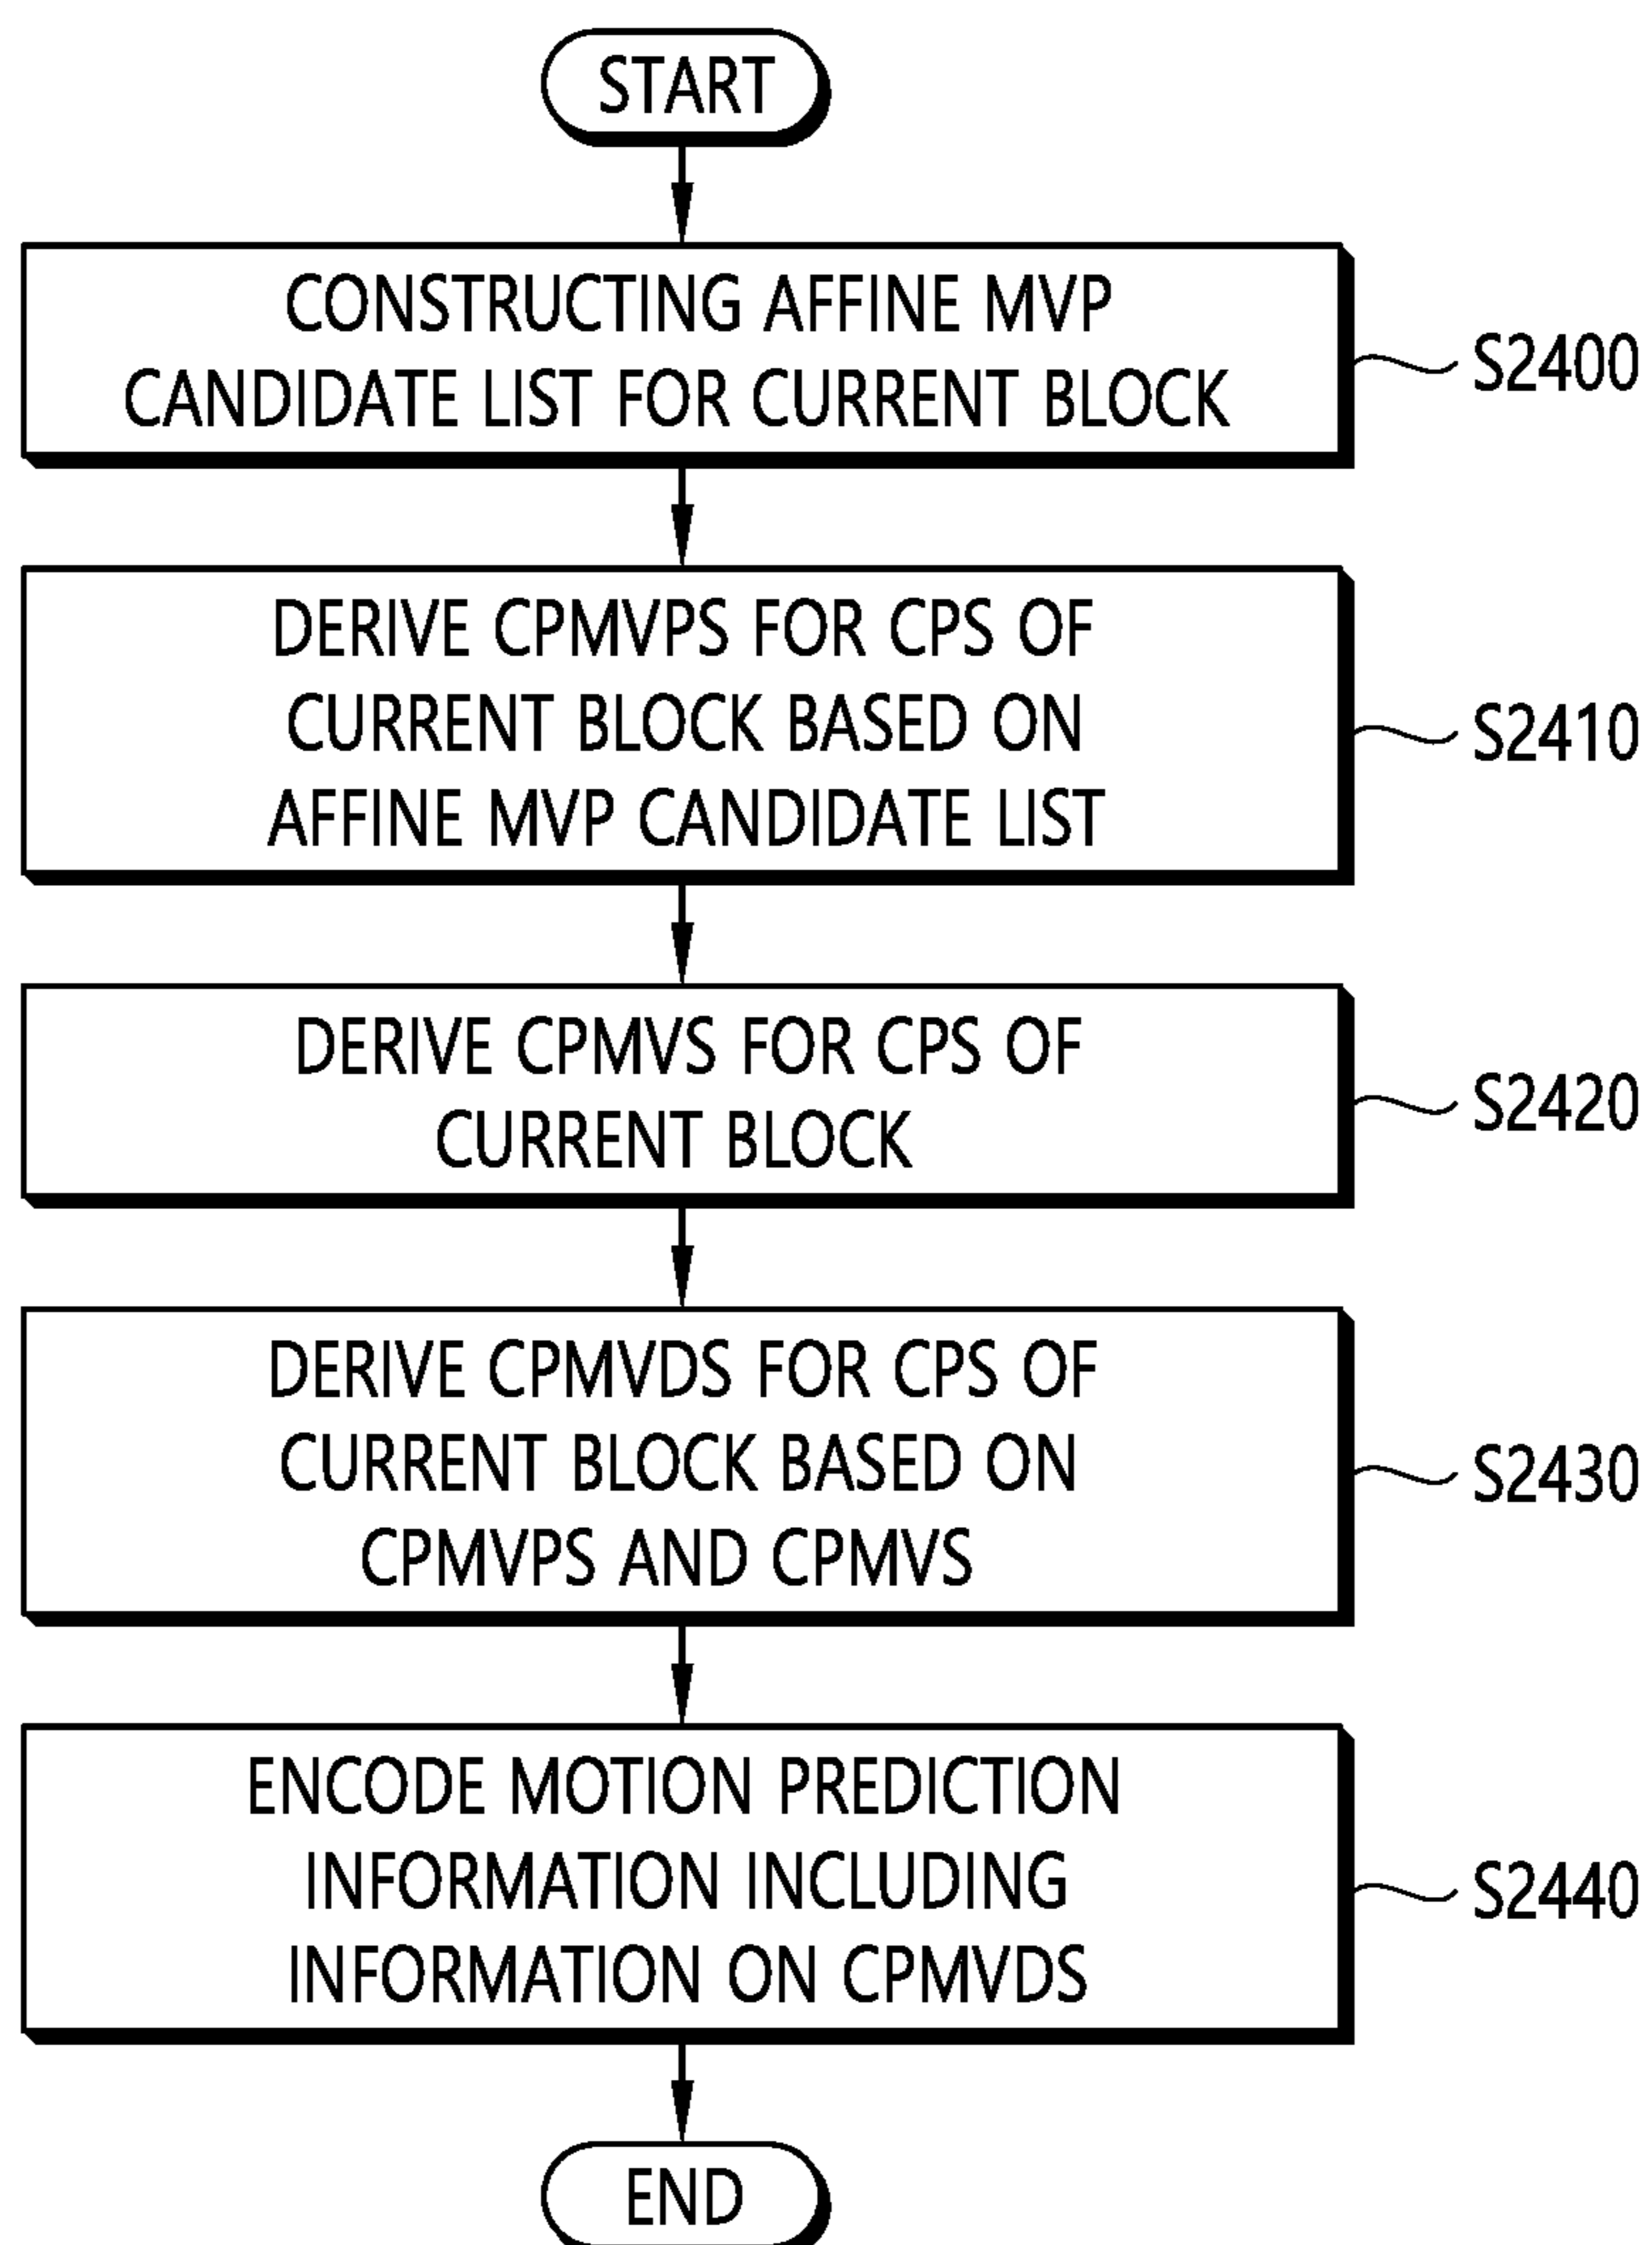 START
CONSTRUCTING AFFINE MVP
CANDIDATE LIST FOR CURRENT BLOCK
S2400
DERIVE CPMVPS FOR CPS OF
CURRENT BLOCK BASED ON
AFFINE MVP CANDIDATE LIST
S2410
DERIVE CPMVS FOR CPS OF
CURRENT BLOCK
S2420
DERIVE CPMVDS FOR CPS OF
CURRENT BLOCK BASED ON
CPMVPS AND CPMVS
S2430
ENCODE MOTION PREDICTION
INFORMATION INCLUDING
INFORMATION ON CPMVDS
S2440
END